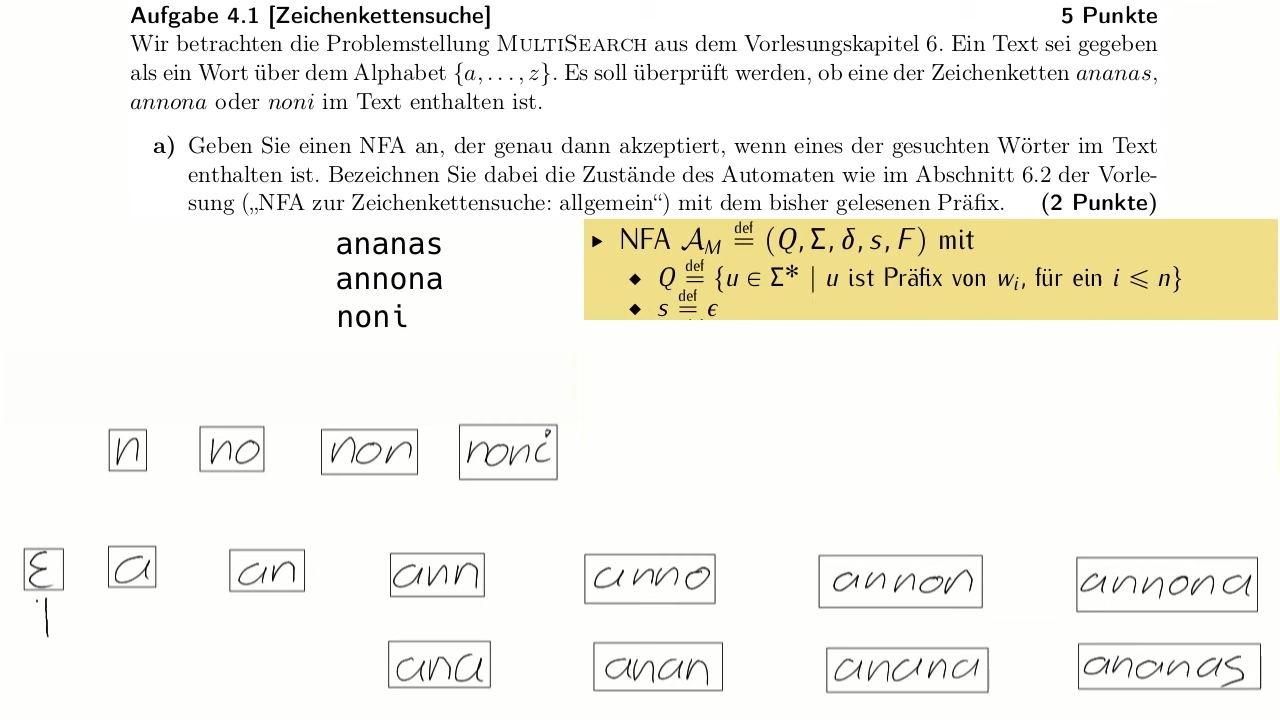 Aufgabe 4.1 [Zeichenkettensuche] 5 Punkte
Wir betrachten die Problemstellung MULTISEARCH aus dem Vorlesungskapitel 6. Ein Text sei gegeben
als ein Wort über dem Alphabet {a, . . . , z}. Es soll überprüft werden, ob eine der Zeichenketten ananas,
annona oder noni im Text enthalten ist.
a) Geben Sie einen NFA an, der genau dann akzeptiert, wenn eines der gesuchten Wörter im Text
enthalten ist. Bezeichnen Sie dabei die Zustände des Automaten wie im Abschnitt 6.2 der Vorle-
sung („NFA zur Zeichenkettensuche: allgemein“) mit dem bisher gelesenen Präfix. (2 Punkte)
ananas
annona
noni
▸ NFA 𝒜_M ≝ (Q, Σ, δ, s, F) mit
◆ Q ≝ {u ∈ Σ* | u ist Präfix von w_i, für ein i ⩽ n}
◆ s ≝ ϵ
n no non noni
ε a an ann anno annon annona
ana anan anana ananas